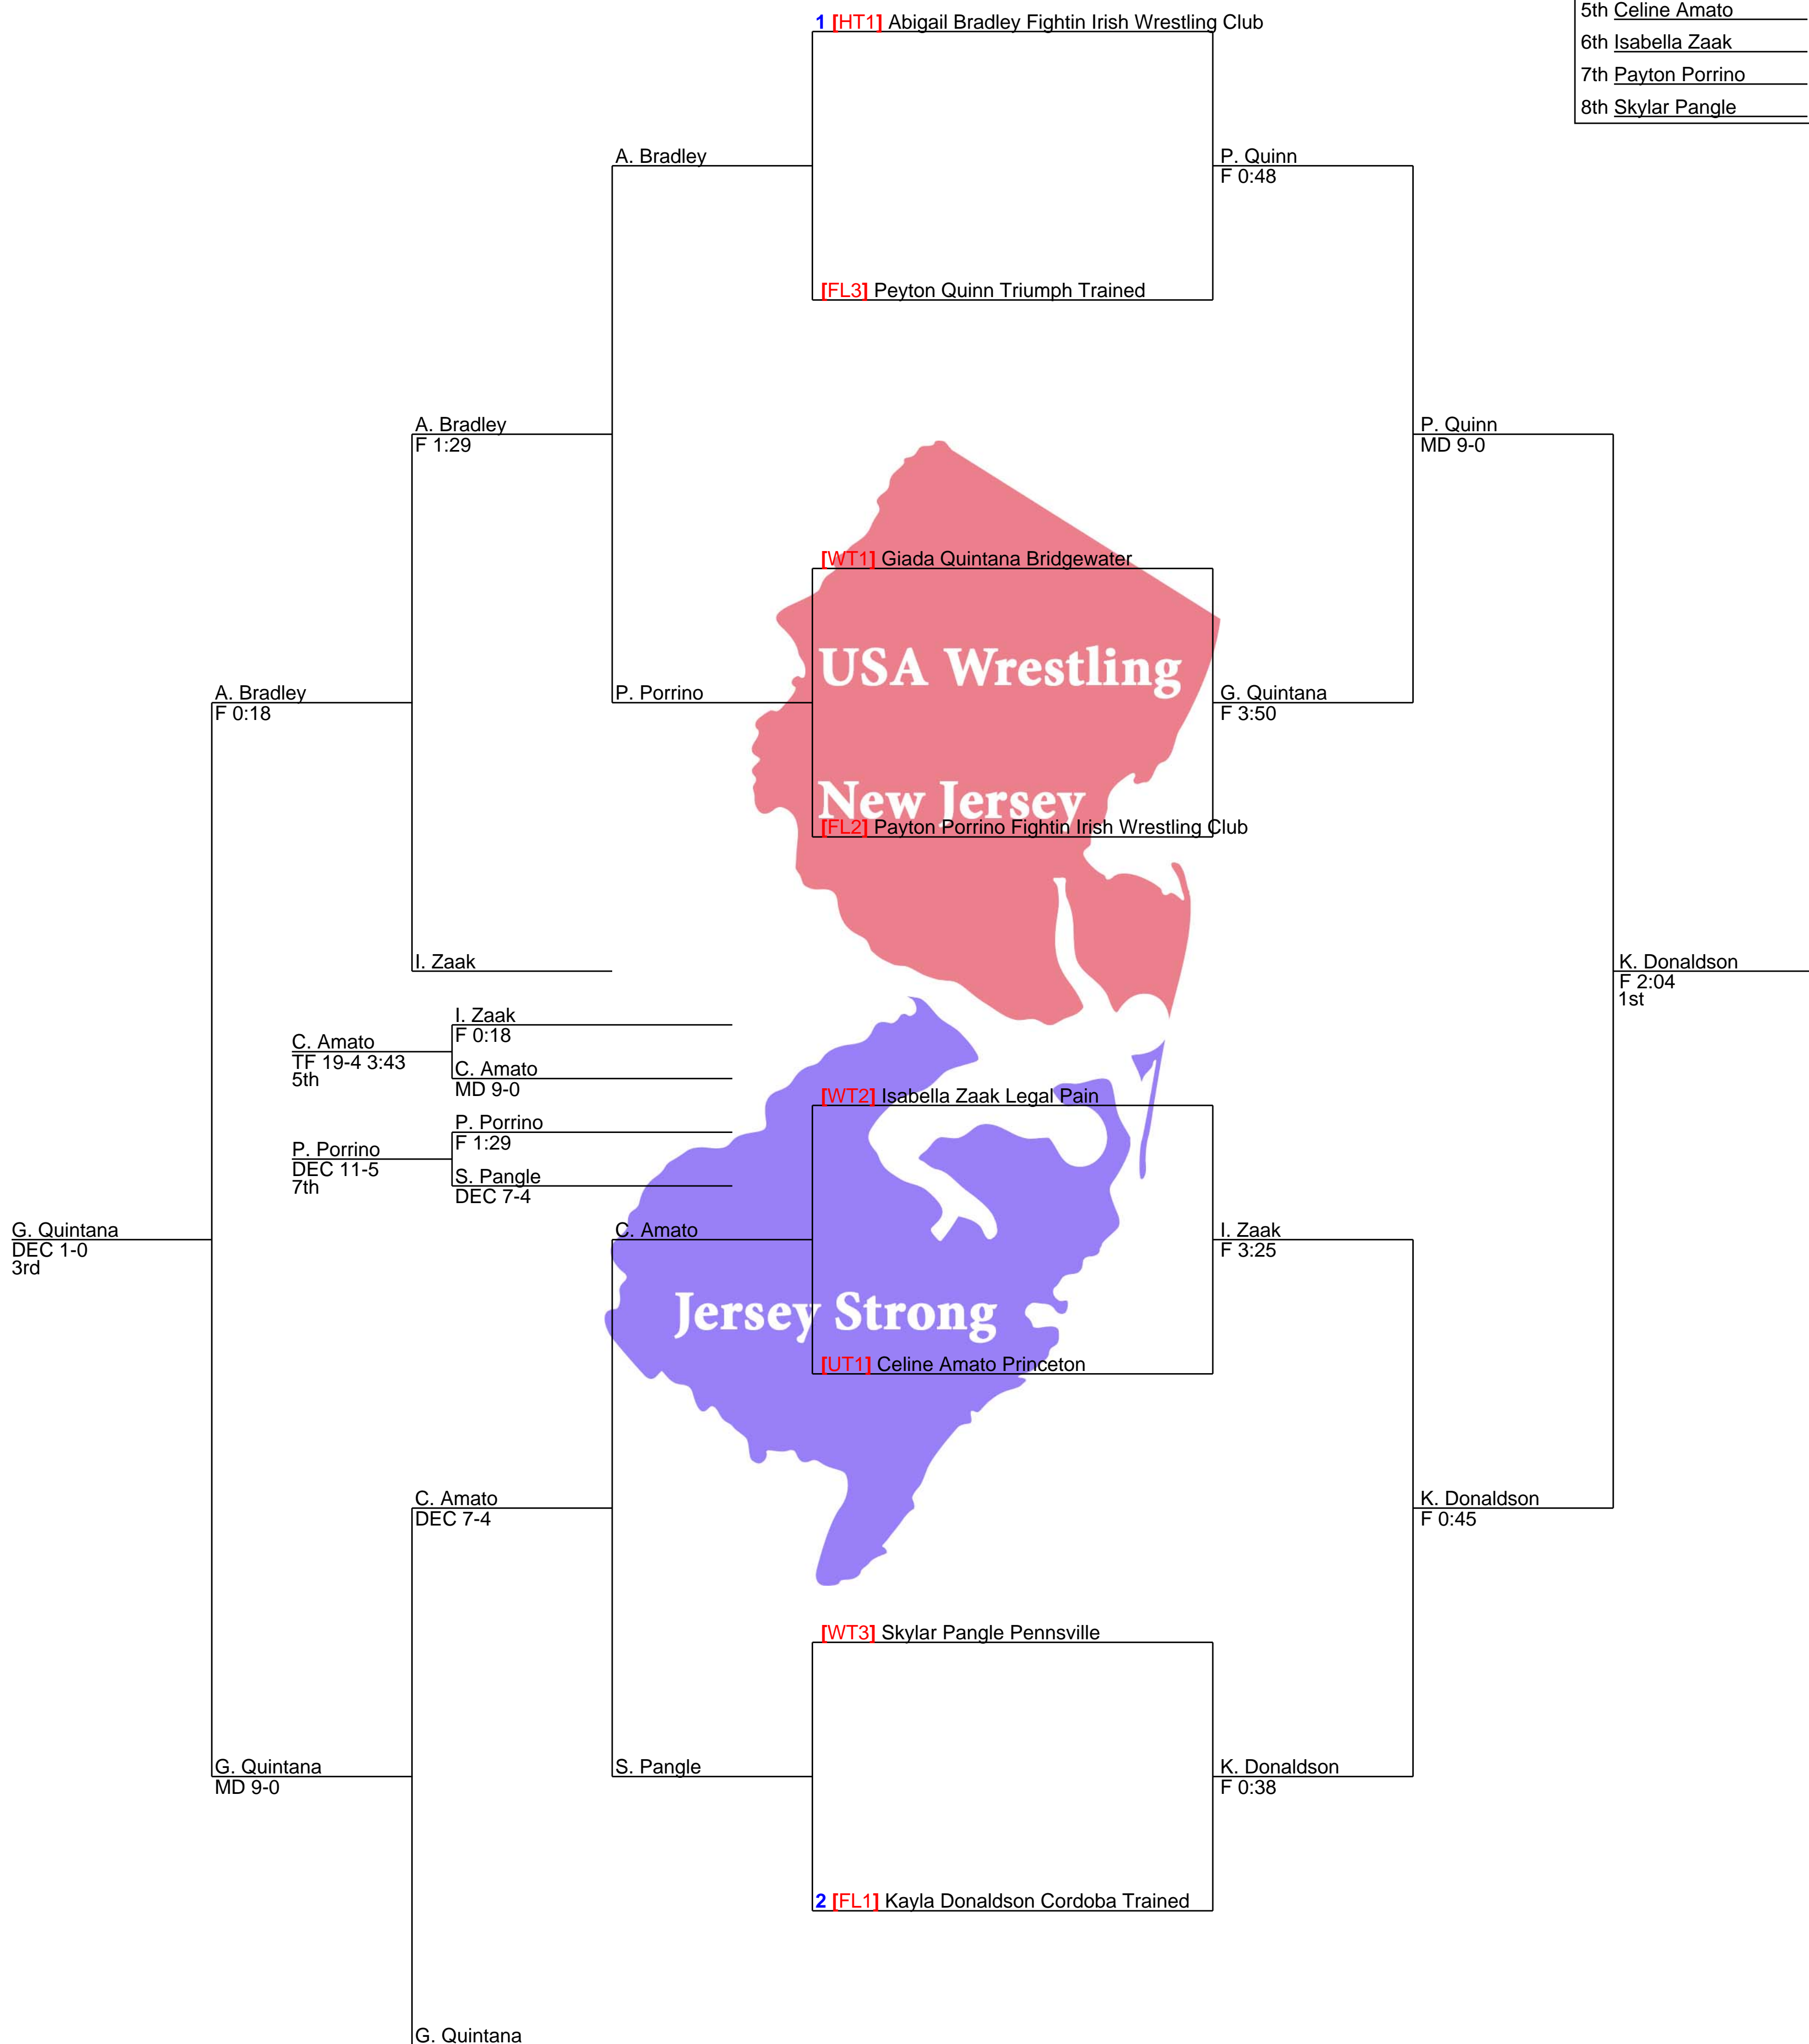 1 [HT1] Abigail Bradley Fightin Irish Wrestling Club
5th Celine Amato
6th Isabella Zaak
7th Payton Porrino
8th Skylar Pangle
A. Bradley
P. Quinn
F 0:48
[FL3] Peyton Quinn Triumph Trained
A. Bradley
F 1:29
P. Quinn
MD 9-0
[WT1] Giada Quintana Bridgewater
USA Wrestling
A. Bradley
F 0:18
P. Porrino
G. Quintana
F 3:50
New Jersey
[FL2] Payton Porrino Fightin Irish Wrestling Club
I. Zaak
K. Donaldson
F 2:04
1st
I. Zaak
F 0:18
C. Amato
TF 19-4 3:43
5th
C. Amato
MD 9-0
[WT2] Isabella Zaak Legal Pain
P. Porrino
F 1:29
P. Porrino
DEC 11-5
7th
S. Pangle
DEC 7-4
G. Quintana
DEC 1-0
3rd
C. Amato
I. Zaak
F 3:25
Jersey Strong
[UT1] Celine Amato Princeton
C. Amato
DEC 7-4
K. Donaldson
F 0:45
[WT3] Skylar Pangle Pennsville
G. Quintana
MD 9-0
S. Pangle
K. Donaldson
F 0:38
2 [FL1] Kayla Donaldson Cordoba Trained
G. Quintana